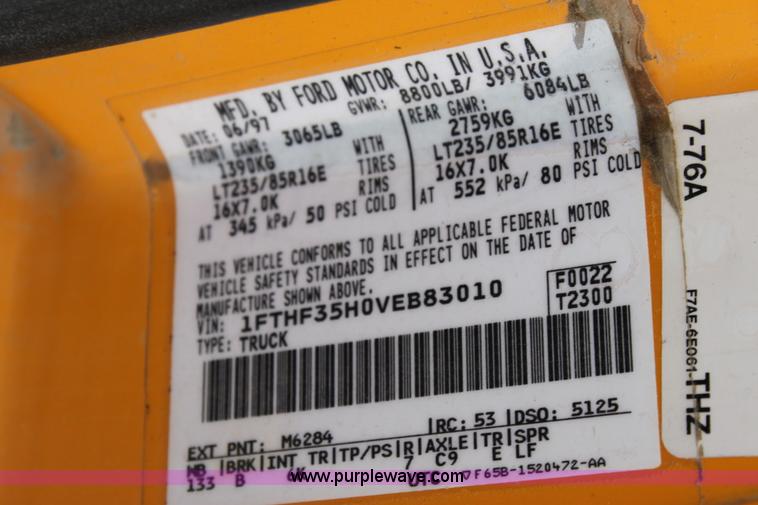 MFD. BY FORD MOTOR CO. IN U.S.A.
DATE: 06/97 GVWR: 8800LB/ 3991KG
FRONT GAWR: 3065LB
1390KG WITH
LT235/85R16E TIRES
16X7.0K RIMS
AT 345 kPa/ 50 PSI COLD
REAR GAWR: 6084LB
2759KG WITH
LT235/85R16E TIRES
16X7.0K RIMS
AT 552 kPa/ 80 PSI COLD
THIS VEHICLE CONFORMS TO ALL APPLICABLE FEDERAL MOTOR
VEHICLE SAFETY STANDARDS IN EFFECT ON THE DATE OF
MANUFACTURE SHOWN ABOVE.
VIN: 1FTHF35H0VEB83010
TYPE: TRUCK
F0022
T2300
EXT PNT: M6284 |RC: 53 |DSO: 5125
WB |BRK|INT TR|TP/PS|R|AXLE|TR|SPR
133 B 7 C9 E LF
UTC 7F65B-1520472-AA
www.purplewave.com
7-76A
F7AE-6E061-THZ